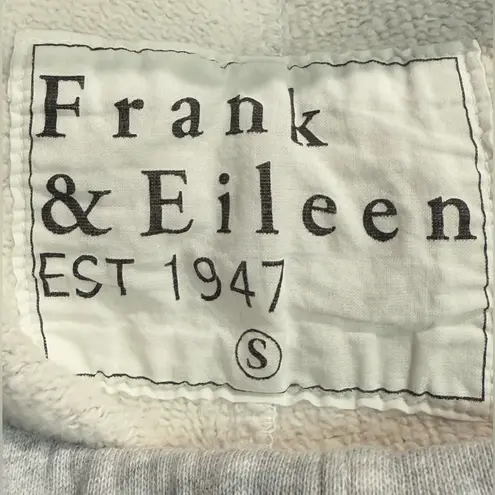 Frank
& Eileen
EST 1947
S